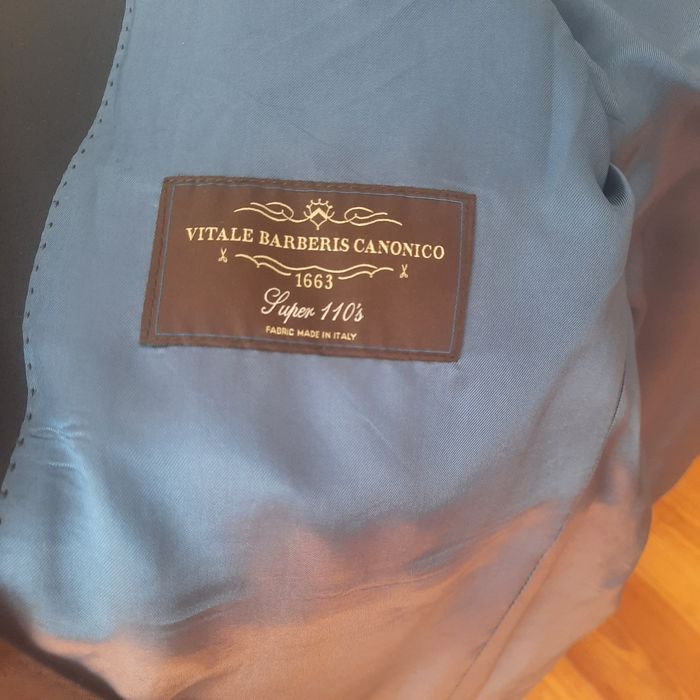 VITALE BARBERIS CANONICO
1663
Super 110's
FABRIC MADE IN ITALY